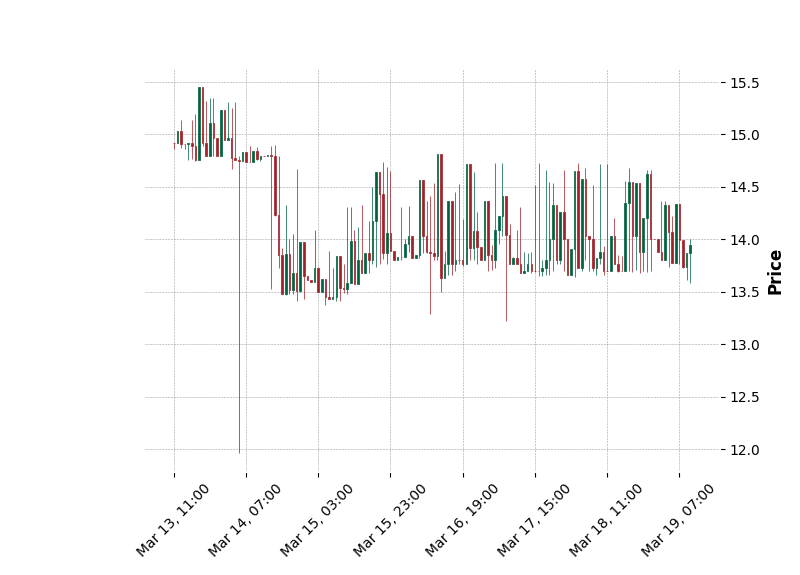 15.5
15.0
14.5
14.0
13.5
13.0
12.5
12.0
Price
Mar 13, 11:00
Mar 14, 07:00
Mar 15, 03:00
Mar 15, 23:00
Mar 16, 19:00
Mar 17, 15:00
Mar 18, 11:00
Mar 19, 07:00